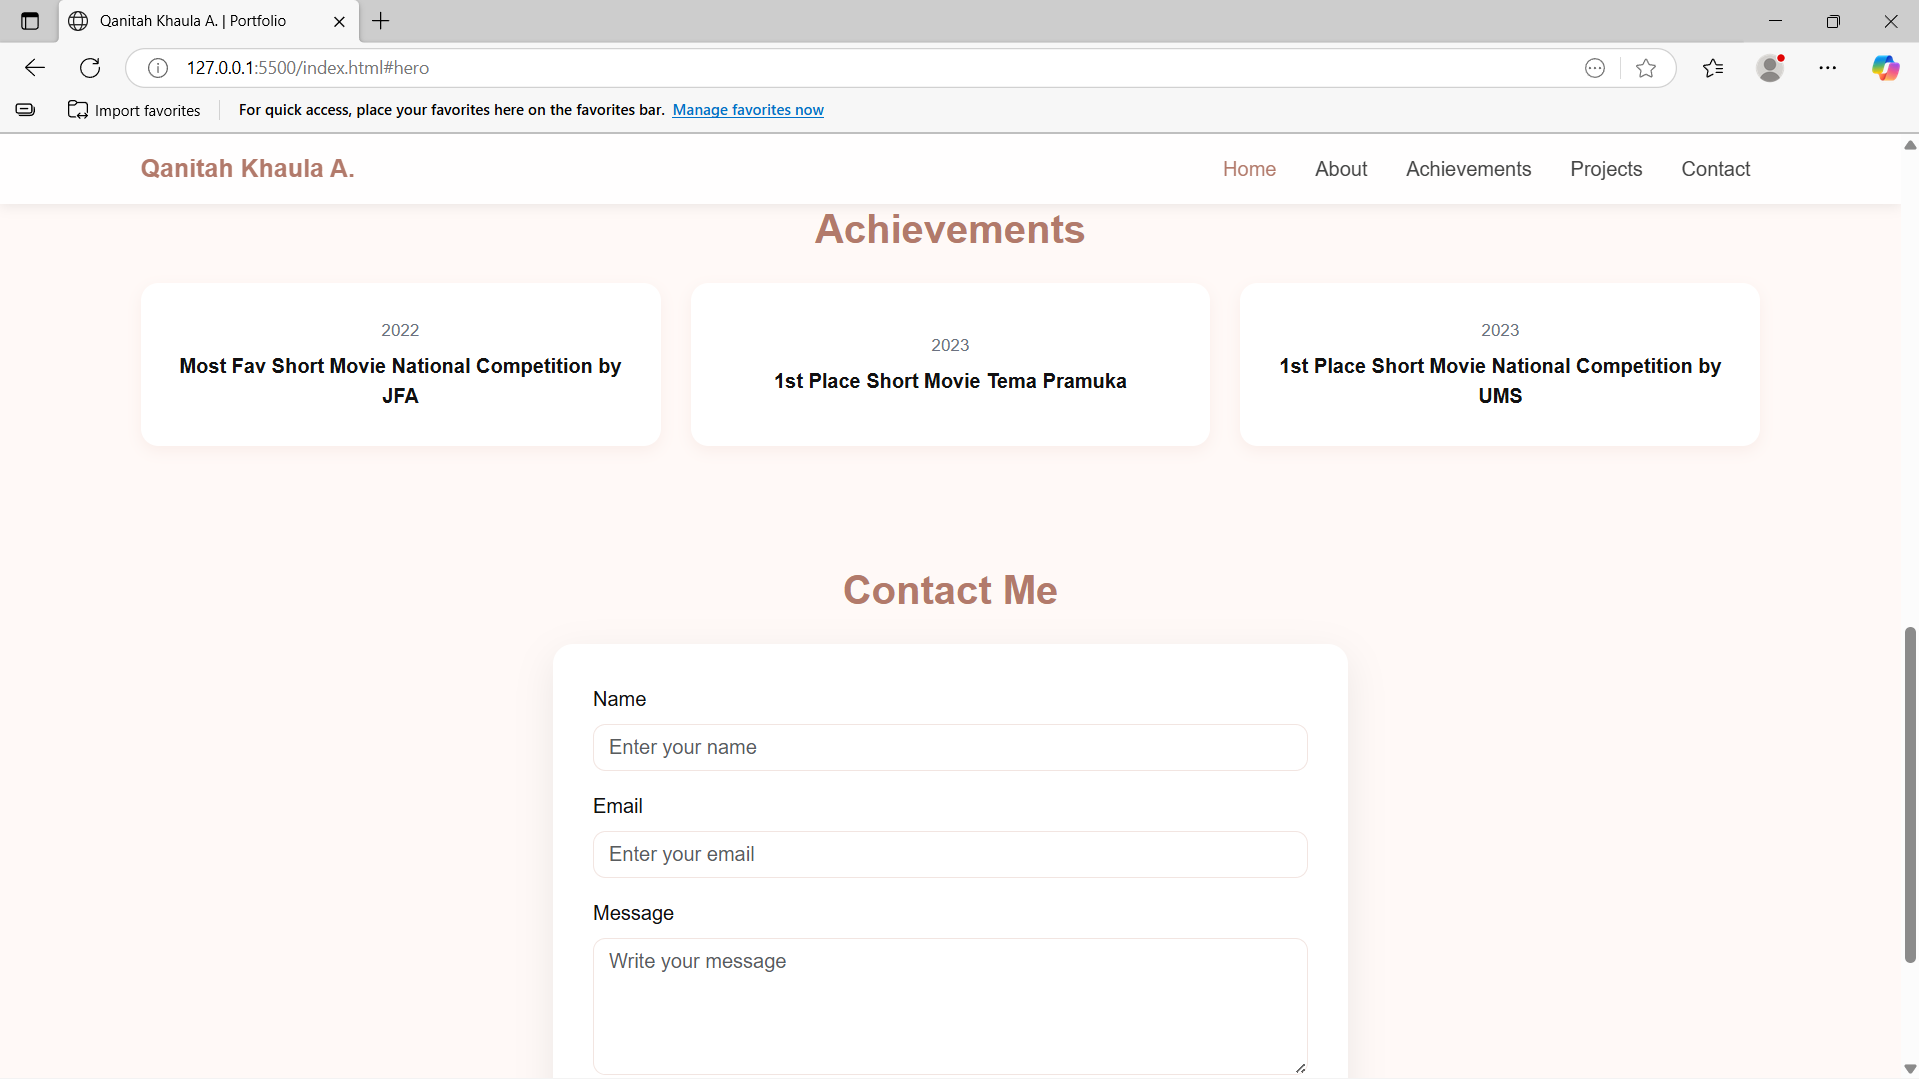 Qanitah Khaula A. | Portfolio
127.0.0.1:5500/index.html#hero
Import favorites
For quick access, place your favorites here on the favorites bar. Manage favorites now
Qanitah Khaula A.
Home About Achievements Projects Contact
Achievements
2022
Most Fav Short Movie National Competition by
JFA
2023
1st Place Short Movie Tema Pramuka
2023
1st Place Short Movie National Competition by
UMS
Contact Me
Name
Enter your name
Email
Enter your email
Message
Write your message